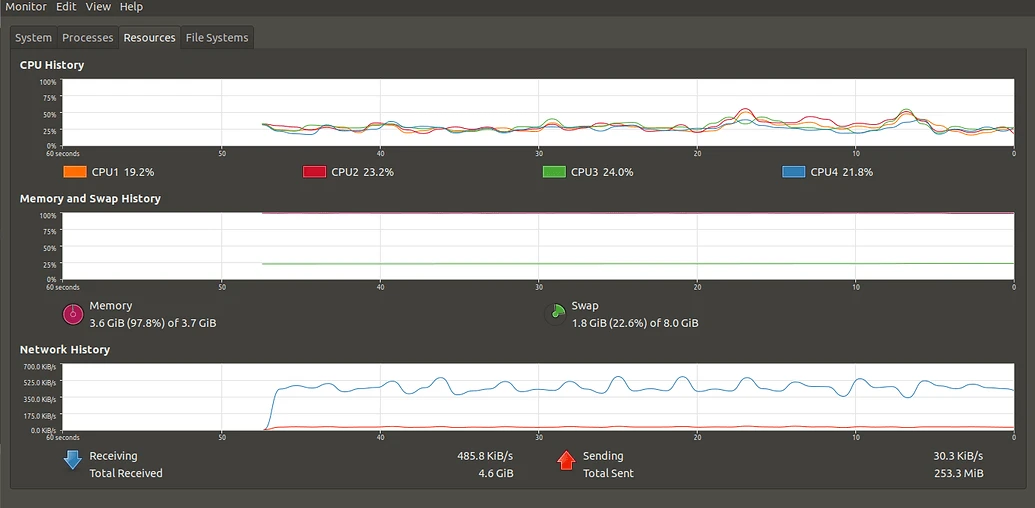 Monitor Edit View Help
System Processes Resources File Systems
CPU History
100%
75%
50%
25%
0%
60 seconds 50 40 30 20 10 0
CPU1 19.2% CPU2 23.2% CPU3 24.0% CPU4 21.8%
Memory and Swap History
100%
75%
50%
25%
0%
60 seconds 50 40 30 20 10 0
Memory Swap
3.6 GiB (97.8%) of 3.7 GiB 1.8 GiB (22.6%) of 8.0 GiB
Network History
700.0 KiB/s
525.0 KiB/s
350.0 KiB/s
175.0 KiB/s
0.0 KiB/s
60 seconds 50 40 30 20 10 0
Receiving 485.8 KiB/s Sending 30.3 KiB/s
Total Received 4.6 GiB Total Sent 253.3 MiB